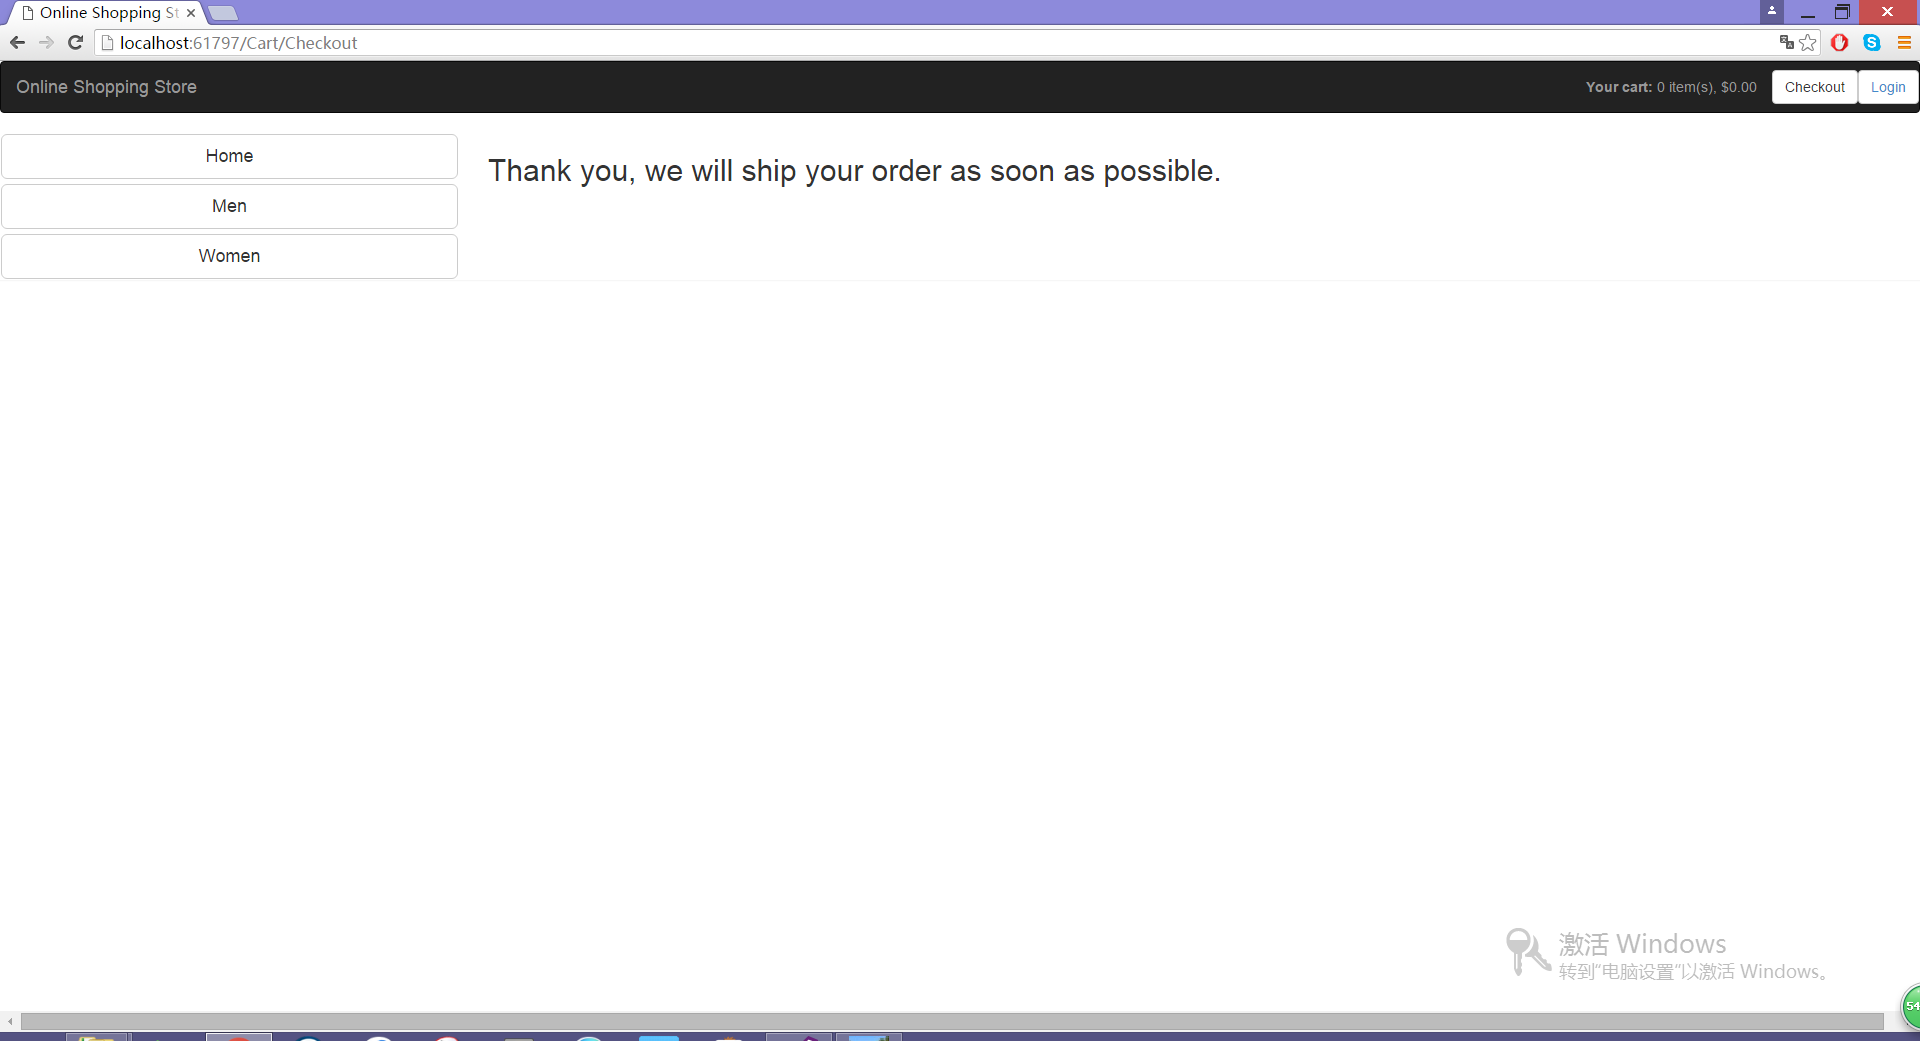 Online Shopping St
localhost:61797/Cart/Checkout
Online Shopping Store
Your cart: 0 item(s), $0.00
Checkout
Login
Home
Men
Women
Thank you, we will ship your order as soon as possible.
激活 Windows
转到“电脑设置”以激活 Windows。
54